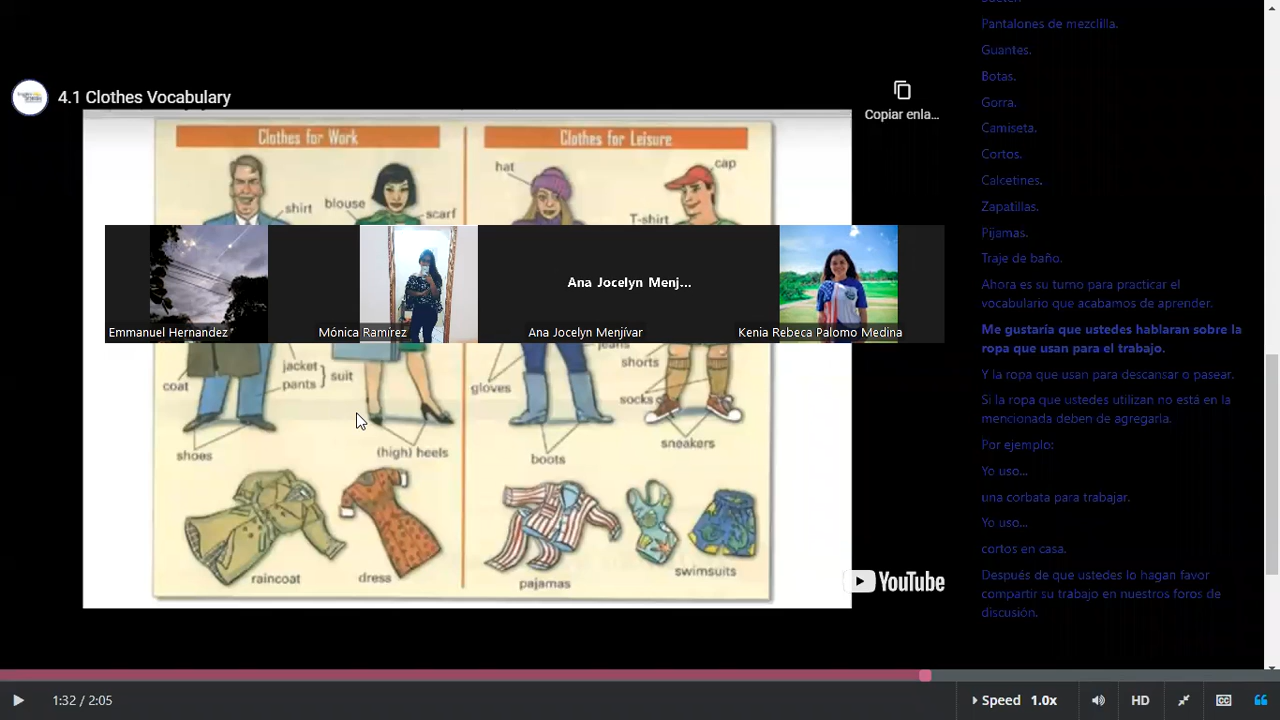 4.1 Clothes Vocabulary
Copiar enla...
Clothes for Work
Clothes for Leisure
hat
cap
shirt
blouse
scarf
T-shirt
Ana Jocelyn Menj...
Emmanuel Hernandez
Mónica Ramírez
Ana Jocelyn Menjívar
Kenia Rebeca Palomo Medina
jeans
jacket
pants
suit
coat
gloves
shorts
socks
shoes
(high) heels
boots
sneakers
raincoat
dress
pajamas
swimsuits
YouTube
Pantalones de mezclilla.
Guantes.
Botas.
Gorra.
Camiseta.
Cortos.
Calcetines.
Zapatillas.
Pijamas.
Traje de baño.
Ahora es su turno para practicar el
vocabulario que acabamos de aprender.
Me gustaría que ustedes hablaran sobre la
ropa que usan para el trabajo.
Y la ropa que usan para descansar o pasear.
Si la ropa que ustedes utilizan no está en la
mencionada deben de agregarla.
Por ejemplo:
Yo uso...
una corbata para trabajar.
Yo uso...
cortos en casa.
Después de que ustedes lo hagan favor
compartir su trabajo en nuestros foros de
discusión.
1:32 / 2:05
Speed 1.0x
HD
CC